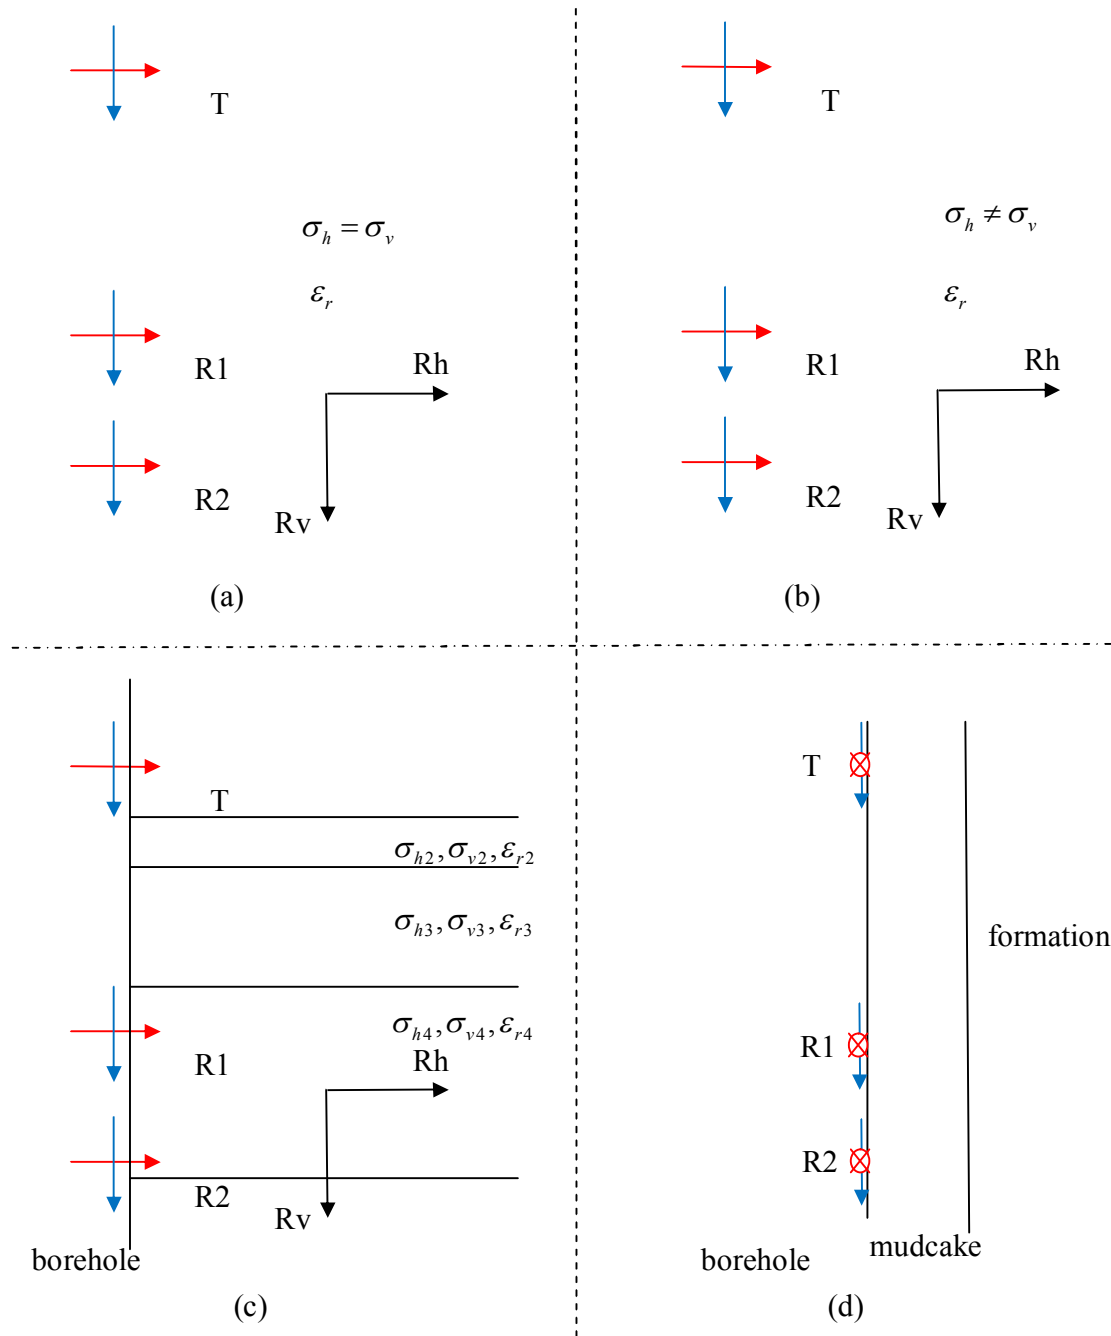 T
σh = σv
εr
R1
Rh
R2
Rv
(a)
T
σh ≠ σv
εr
R1
Rh
R2
Rv
(b)
T
σh2, σv2, εr2
σh3, σv3, εr3
σh4, σv4, εr4
R1
Rh
R2
Rv
borehole
(c)
T
formation
R1
R2
mudcake
borehole
(d)